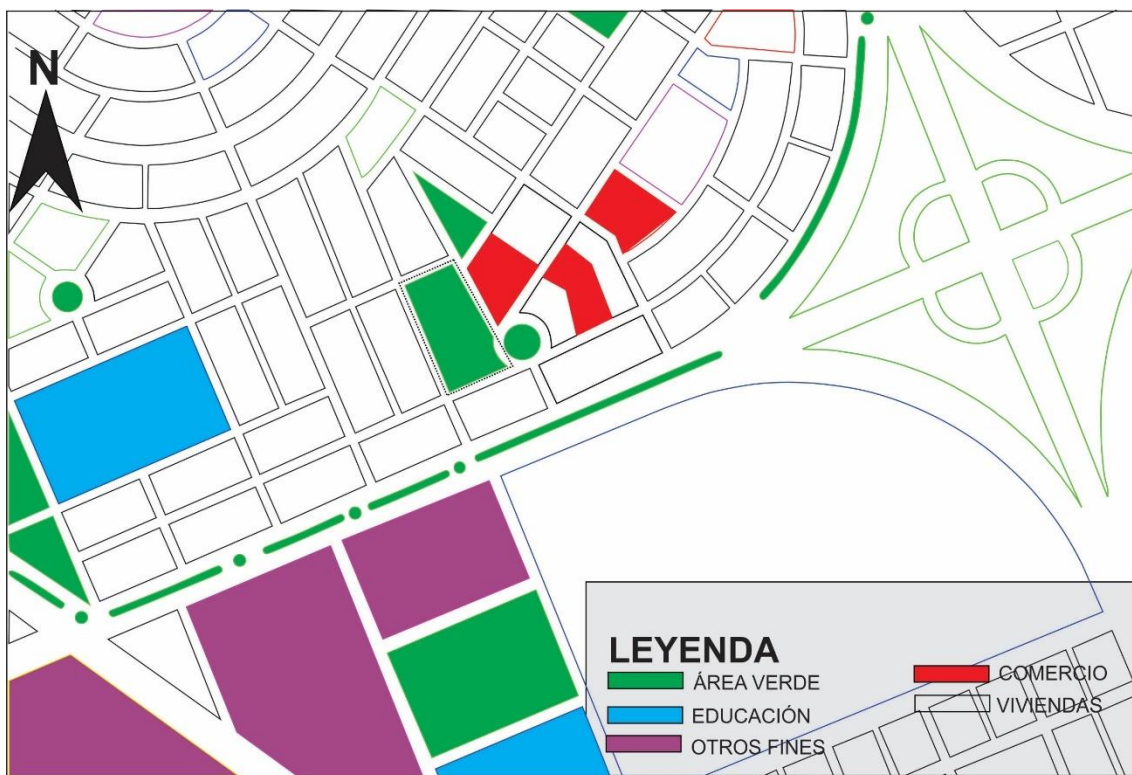 N
LEYENDA
ÁREA VERDE
EDUCACIÓN
OTROS FINES
COMERCIO
VIVIENDAS